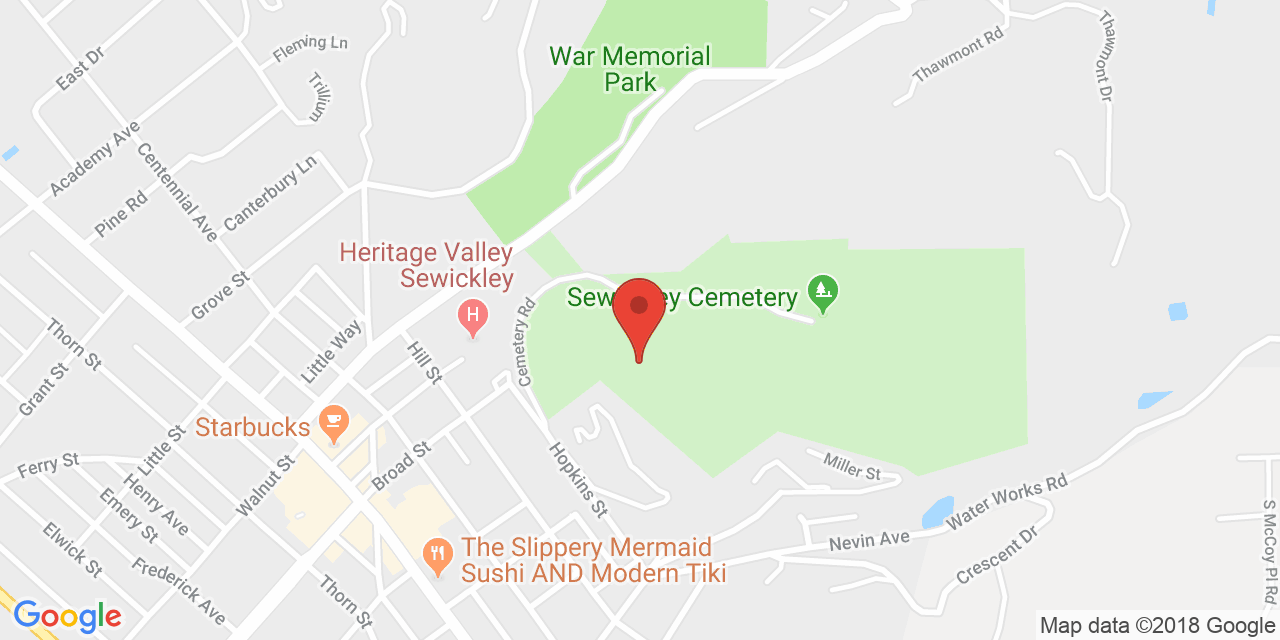 East Dr
Fleming Ln
Trillium
War Memorial
Park
Thawmont Rd
Thawmont Dr
Academy Ave
Centennial Ave
Canterbury Ln
Pine Rd
Heritage Valley
Sewickley
H
Grove St
Sewickley Cemetery
Cemetery Rd
Little Way
Hill St
Thorn St
Grant St
Starbucks
Little St
Walnut St
Broad St
Ferry St
Henry Ave
Emery St
Elwick St
Frederick Ave
Thorn St
Hopkins St
Miller St
Water Works Rd
Nevin Ave
Crescent Dr
S McCoy Pl Rd
The Slippery Mermaid
Sushi AND Modern Tiki
Google
Map data ©2018 Google